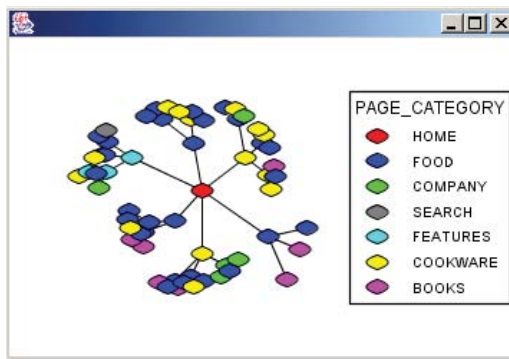 PAGE_CATEGORY
HOME
FOOD
COMPANY
SEARCH
FEATURES
COOKWARE
BOOKS